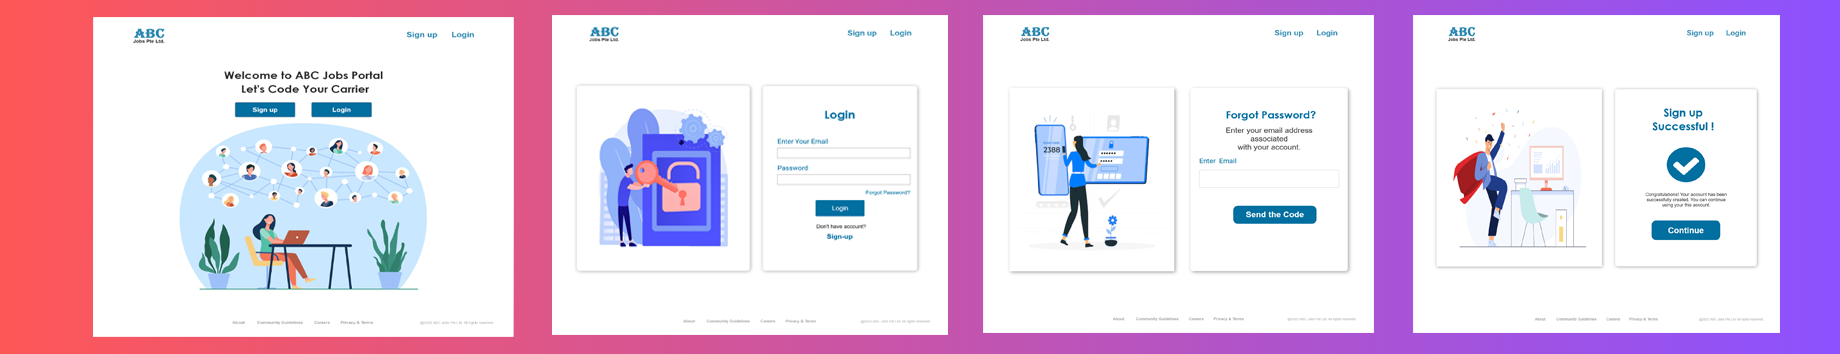 ABC
Jobs Pte Ltd.
Sign up Login
Welcome to ABC Jobs Portal
Let's Code Your Carrier
Sign up Login
About Community Guidelines Careers Privacy & Terms
ABC
Jobs Pte Ltd.
Sign up Login
Login
Enter Your Email
Password
Forgot Password?
Login
Don't have account?
Sign-up
About Community Guidelines Careers Privacy & Terms
ABC
Jobs Pte Ltd.
Sign up Login
2388
Forgot Password?
Enter your email address
associated
with your account.
Enter Email
Send the Code
About Community Guidelines Careers Privacy & Terms
ABC
Jobs Pte Ltd.
Sign up Login
Sign up
Successful !
Congratulations! Your account has been
successfully created. You can continue
using your this account.
Continue
About Community Guidelines Careers Privacy & Terms